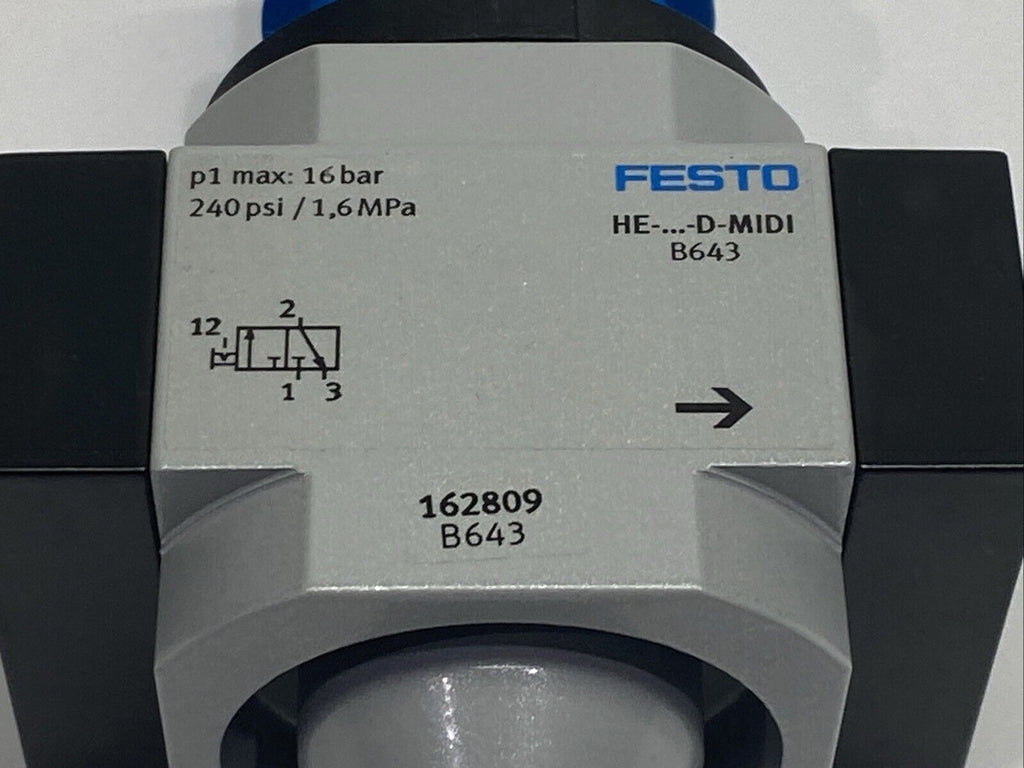 p1 max: 16 bar
240 psi / 1,6 MPa
FESTO
HE-...-D-MIDI
B643
2
12
1 3
162809
B643